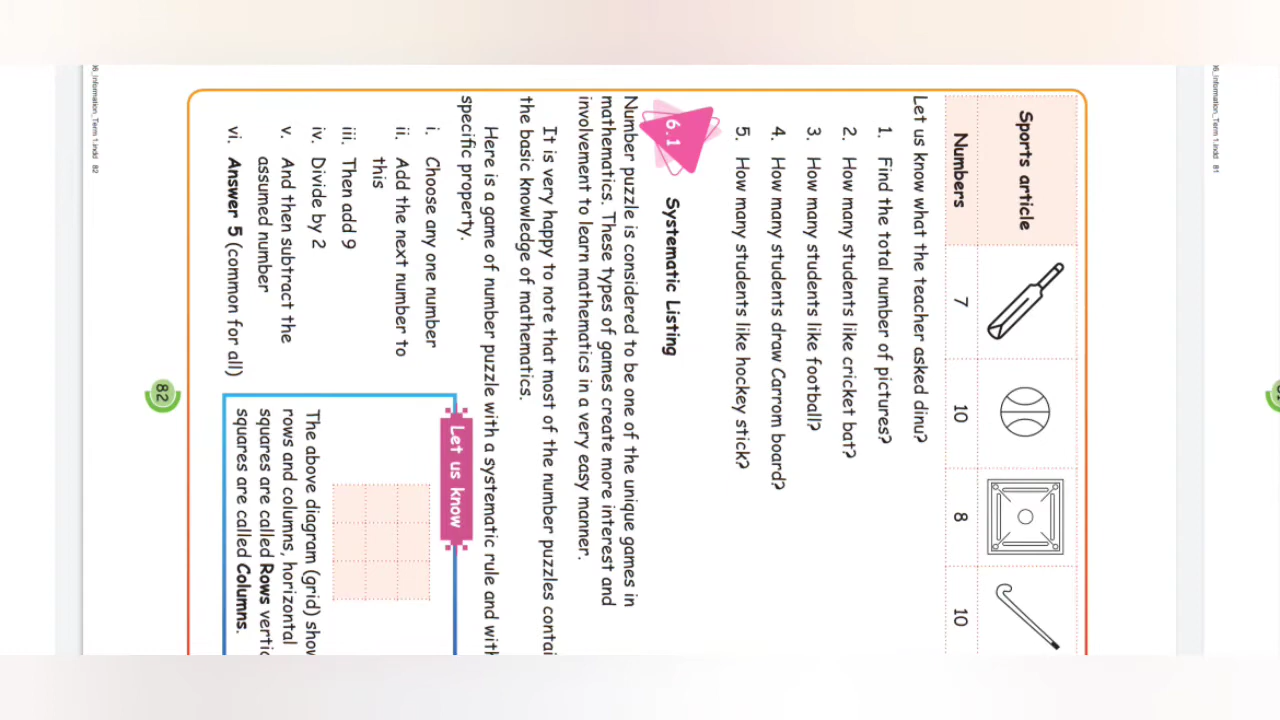 Sports article
Numbers 7 10 8 10
Let us know what the teacher asked dinu?
1. Find the total number of pictures?
2. How many students like cricket bat?
3. How many students like football?
4. How many students draw Carrom board?
5. How many students like hockey stick?
6.1 Systematic Listing
Number puzzle is considered to be one of the unique games in
mathematics. These types of games create more interest and
involvement to learn mathematics in a very easy manner.
It is very happy to note that most of the number puzzles contai
the basic knowledge of mathematics.
Here is a game of number puzzle with a systematic rule and with
specific property.
i. Choose any one number
ii. Add the next number to
this
iii. Then add 9
iv. Divide by 2
v. And then subtract the
assumed number
vi. Answer 5 (common for all)
Let us know
The above diagram (grid) show
rows and columns, horizontal
squares are called Rows vertic
squares are called Columns.
82
06_Information_Term 1.indd 82
06_Information_Term 1.indd 81